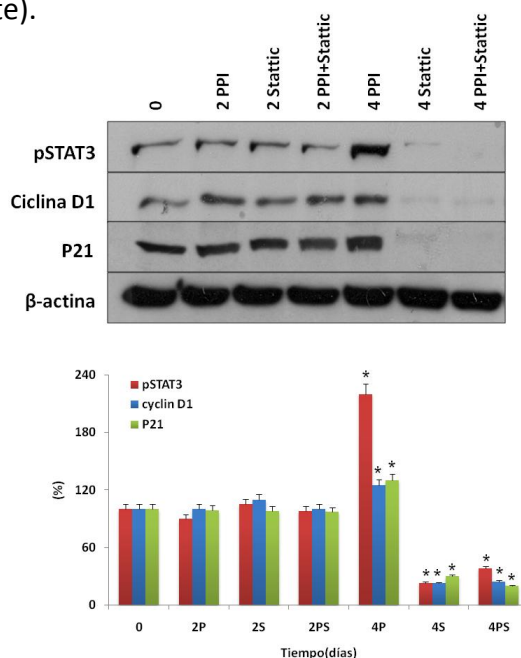 te).
0
2 PPI
2 Stattic
2 PPI+Stattic
4 PPI
4 Stattic
4 PPI+Stattic
pSTAT3
Ciclina D1
P21
β-actina
240
180
120
60
0
(%)
pSTAT3
cyclin D1
P21
*
* *
** *
* * *
0 2P 2S 2PS 4P 4S 4PS
Tiempo(días)